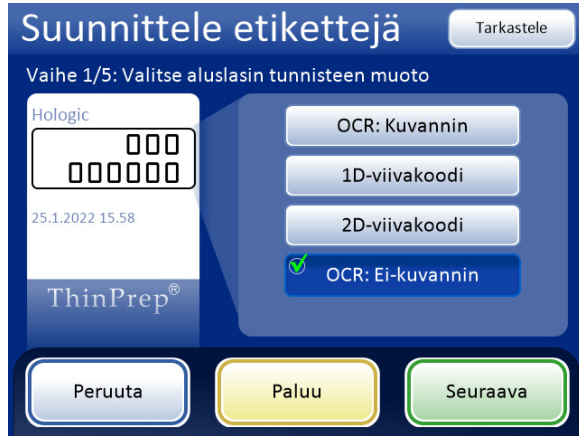 Suunnittele etikettejä
Tarkastele
Vaihe 1/5: Valitse aluslasin tunnisteen muoto
Hologic
000
000000
25.1.2022 15.58
ThinPrep®
OCR: Kuvannin
1D-viivakoodi
2D-viivakoodi
OCR: Ei-kuvannin
Peruuta
Paluu
Seuraava